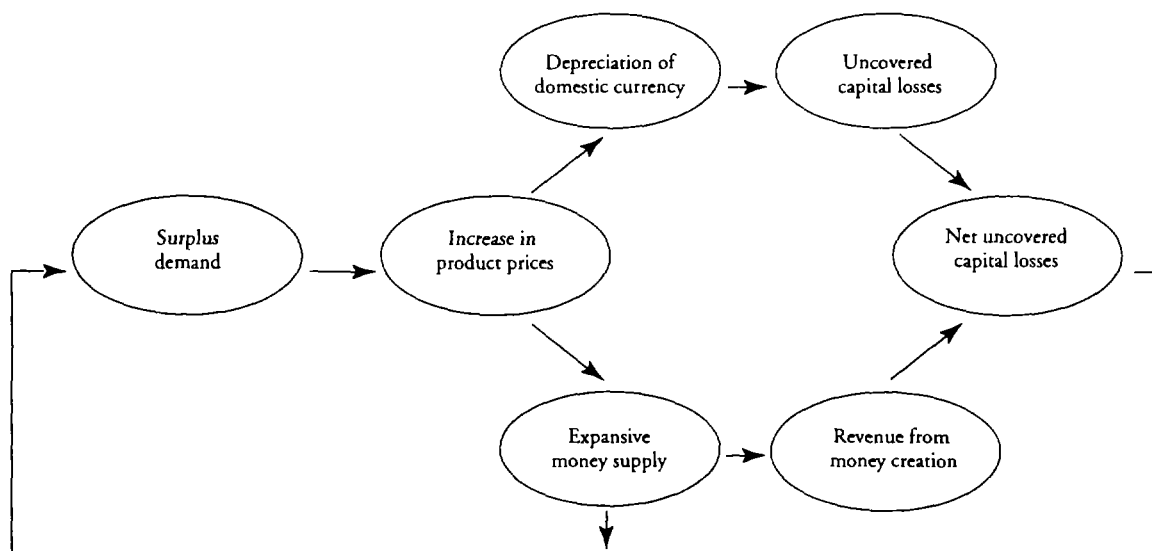 Depreciation of
domestic currency
Uncovered
capital losses
Surplus
demand
Increase in
product prices
Net uncovered
capital losses
Expansive
money supply
Revenue from
money creation